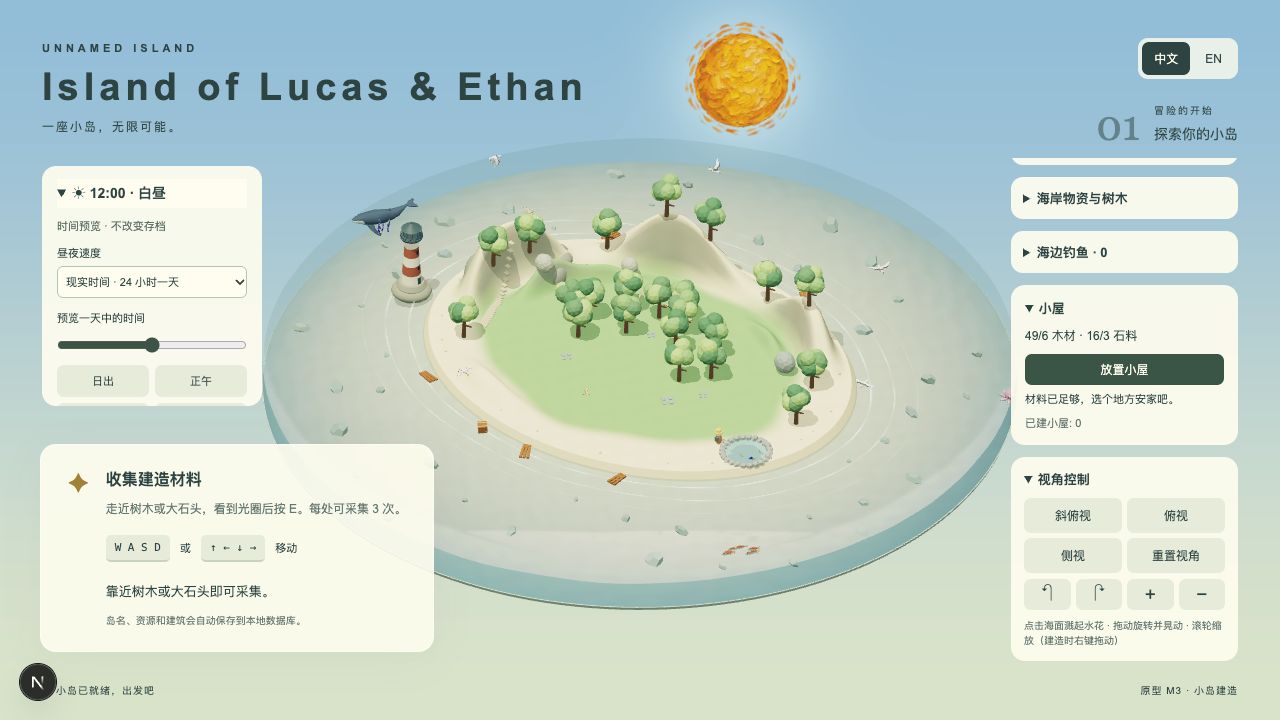 UNNAMED ISLAND
Island of Lucas & Ethan
一座小岛，无限可能。
中文 EN
01
冒险的开始
探索你的小岛
▼ ☀ 12:00 · 白昼
时间预览 · 不改变存档
昼夜速度
现实时间 · 24 小时一天
预览一天中的时间
日出 正午
收集建造材料
走近树木或大石头，看到光圈后按 E。每处可采集 3 次。
W A S D 或 ↑ ← ↓ → 移动
靠近树木或大石头即可采集。
岛名、资源和建筑会自动保存到本地数据库。
N
小岛已就绪，出发吧
▶ 海岸物资与树木
▶ 海边钓鱼 · 0
▼ 小屋
49/6 木材 · 16/3 石料
放置小屋
材料已足够，选个地方安家吧。
已建小屋: 0
▼ 视角控制
斜俯视 俯视
侧视 重置视角
+ −
点击海面溅起水花 · 拖动旋转并晃动 · 滚轮缩
放（建造时右键拖动）
原型 M3 · 小岛建造